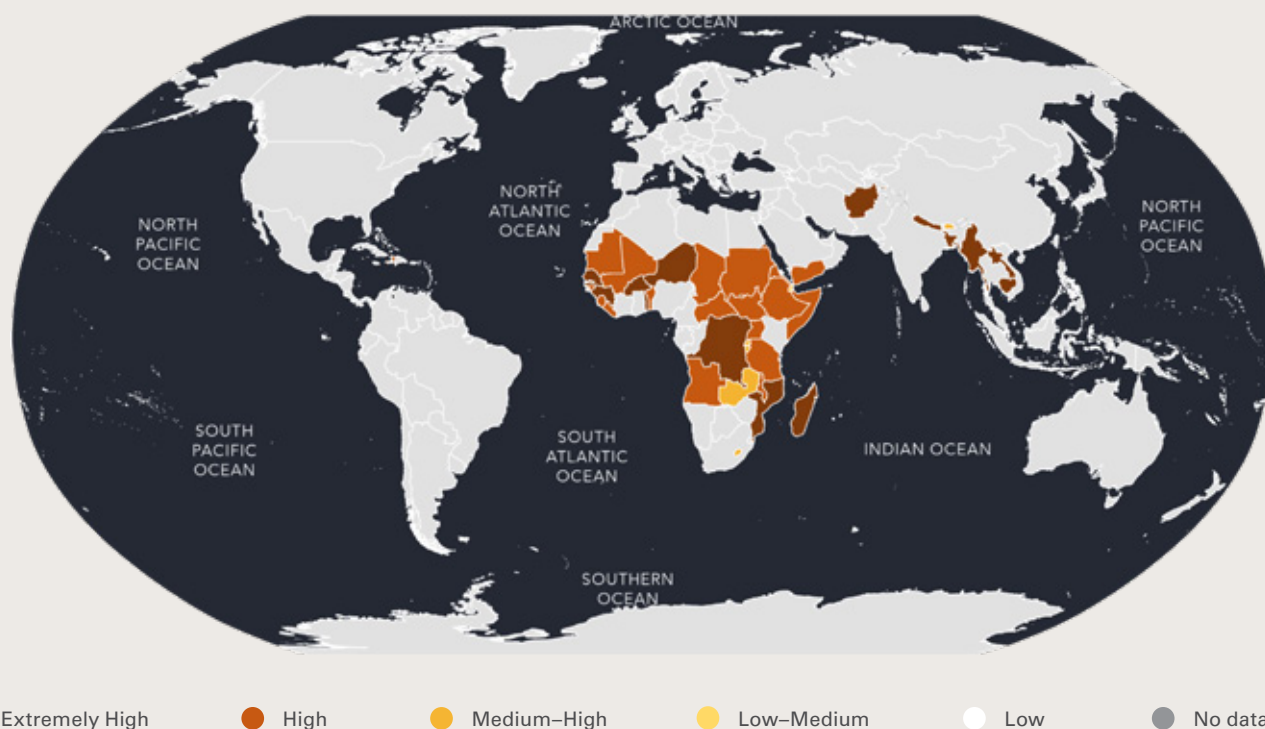 ARCTIC OCEAN
NORTH
ATLANTIC
OCEAN
NORTH
PACIFIC
OCEAN
NORTH
PACIFIC
OCEAN
SOUTH
PACIFIC
OCEAN
SOUTH
ATLANTIC
OCEAN
INDIAN OCEAN
SOUTHERN
OCEAN
Extremely High
High
Medium–High
Low–Medium
Low
No data